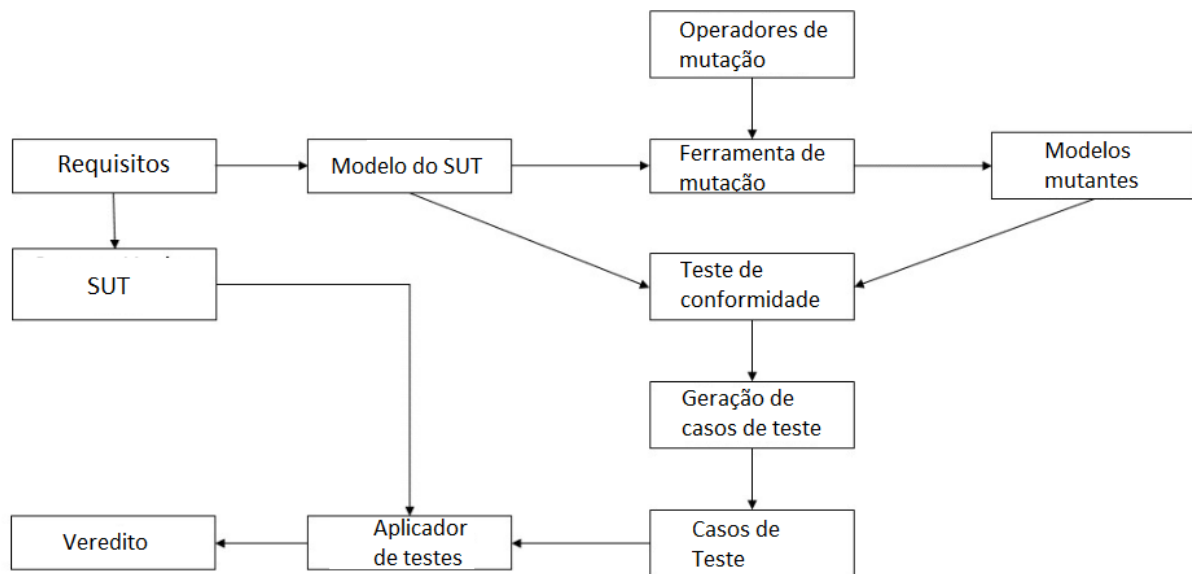 Operadores de
mutação
Requisitos
Modelo do SUT
Ferramenta de
mutação
Modelos
mutantes
SUT
Teste de
conformidade
Geração de
casos de teste
Veredito
Aplicador
de testes
Casos de
Teste